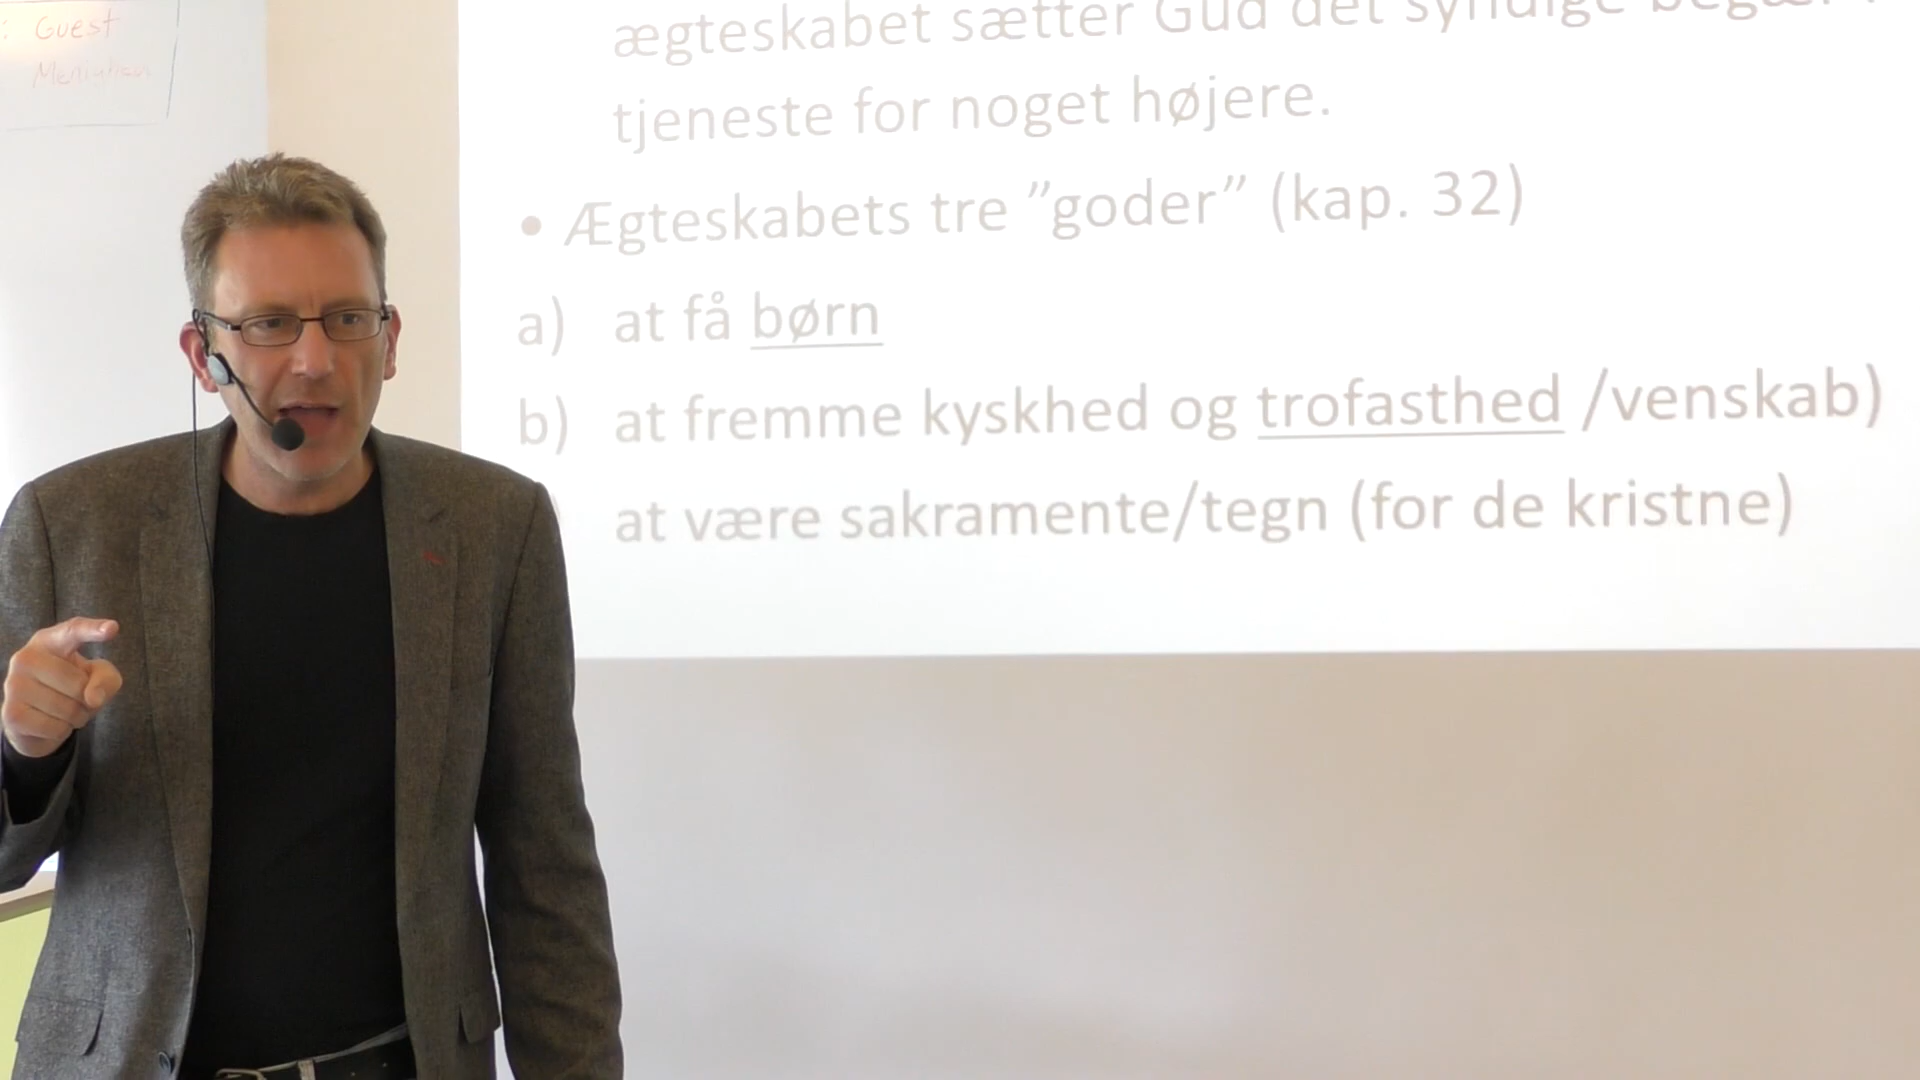 : Guest
ægteskabet sætter Gud det syndige begær i
tjeneste for noget højere.
• Ægteskabets tre ”goder” (kap. 32)
a) at få børn
b) at fremme kyskhed og trofasthed /venskab)
at være sakramente/tegn (for de kristne)